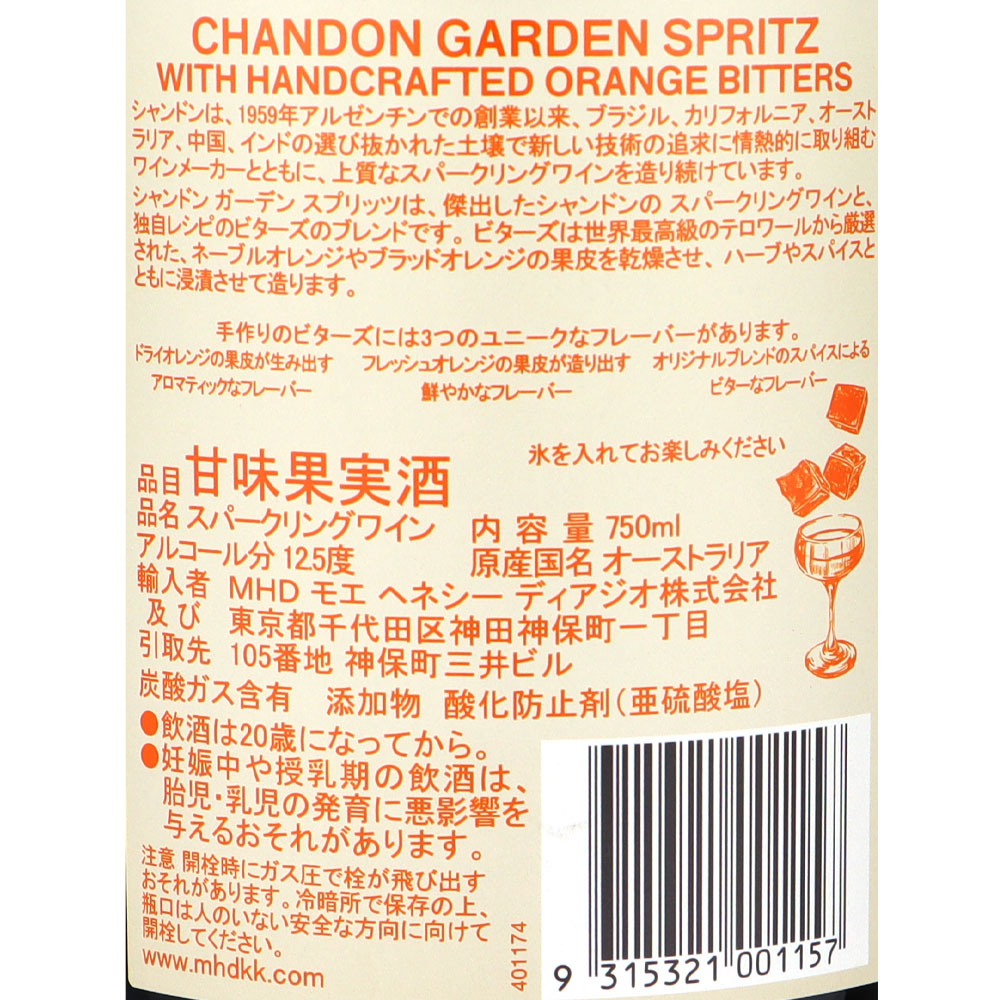 CHANDON GARDEN SPRITZ
WITH HANDCRAFTED ORANGE BITTERS
シャンドンは、1959年アルゼンチンでの創業以来、ブラジル、カリフォルニア、オースト
ラリア、中国、インドの選び抜かれた土壌で新しい技術の追求に情熱的に取り組む
ワインメーカーとともに、上質なスパークリングワインを造り続けています。
シャンドン ガーデン スプリッツは、傑出したシャンドンの スパークリングワインと、
独自レシピのビターズのブレンドです。ビターズは世界最高級のテロワールから厳選
された、ネーブルオレンジやブラッドオレンジの果皮を乾燥させ、ハーブやスパイスと
ともに浸漬させて造ります。
手作りのビターズには3つのユニークなフレーバーがあります。
ドライオレンジの果皮が生み出す フレッシュオレンジの果皮が造り出す オリジナルブレンドのスパイスによる
アロマティックなフレーバー 鮮やかなフレーバー ビターなフレーバー
氷を入れてお楽しみください
品目 甘味果実酒
品名 スパークリングワイン 内容量 750ml
アルコール分 12.5度 原産国名 オーストラリア
輸入者 MHD モエ ヘネシー ディアジオ株式会社
及び 東京都千代田区神田神保町一丁目
引取先 105番地 神保町三井ビル
炭酸ガス含有 添加物 酸化防止剤（亜硫酸塩）
●飲酒は20歳になってから。
●妊娠中や授乳期の飲酒は、
胎児・乳児の発育に悪影響を
与えるおそれがあります。
注意 開栓時にガス圧で栓が飛び出す
おそれがあります。冷暗所で保存の上、
瓶口は人のいない安全な方向に向けて
開栓してください。
www.mhdkk.com
401174
9 315321 001157